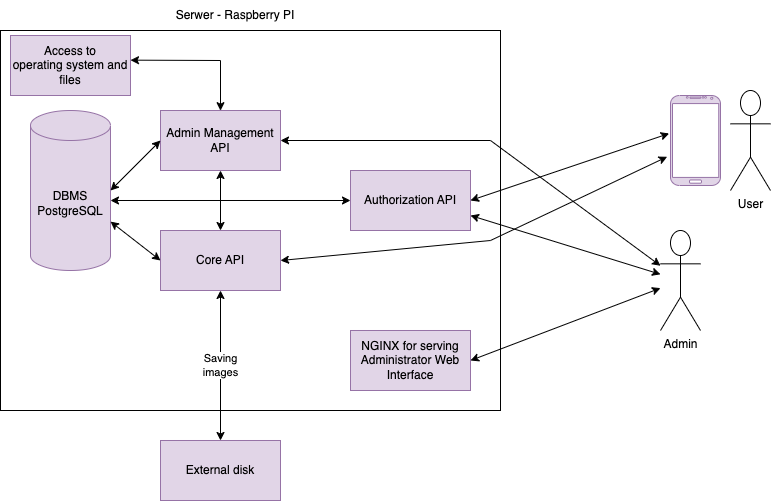 Serwer - Raspberry PI
Access to
operating system and
files
Admin Management
API
DBMS
PostgreSQL
Authorization API
User
Core API
Admin
NGINX for serving
Administrator Web
Interface
Saving
images
External disk